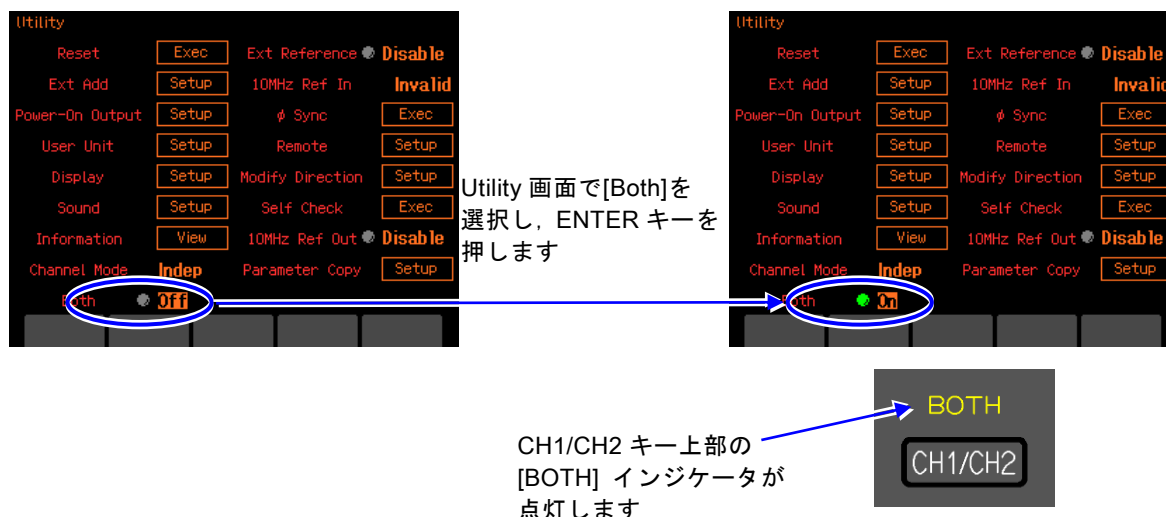 Utility
Reset Exec Ext Reference Disable
Ext Add Setup 10MHz Ref In Invalid
Power-On Output Setup φ Sync Exec
User Unit Setup Remote Setup
Display Setup Modify Direction Setup
Sound Setup Self Check Exec
Information View 10MHz Ref Out Disable
Channel Mode Indep Parameter Copy Setup
Both Off
Utility 画面で[Both]を
選択し，ENTER キーを
押します
Utility
Reset Exec Ext Reference Disable
Ext Add Setup 10MHz Ref In Invalid
Power-On Output Setup φ Sync Exec
User Unit Setup Remote Setup
Display Setup Modify Direction Setup
Sound Setup Self Check Exec
Information View 10MHz Ref Out Disable
Channel Mode Indep Parameter Copy Setup
Both On
CH1/CH2 キー上部の
[BOTH] インジケータが
点灯します
BOTH
CH1/CH2